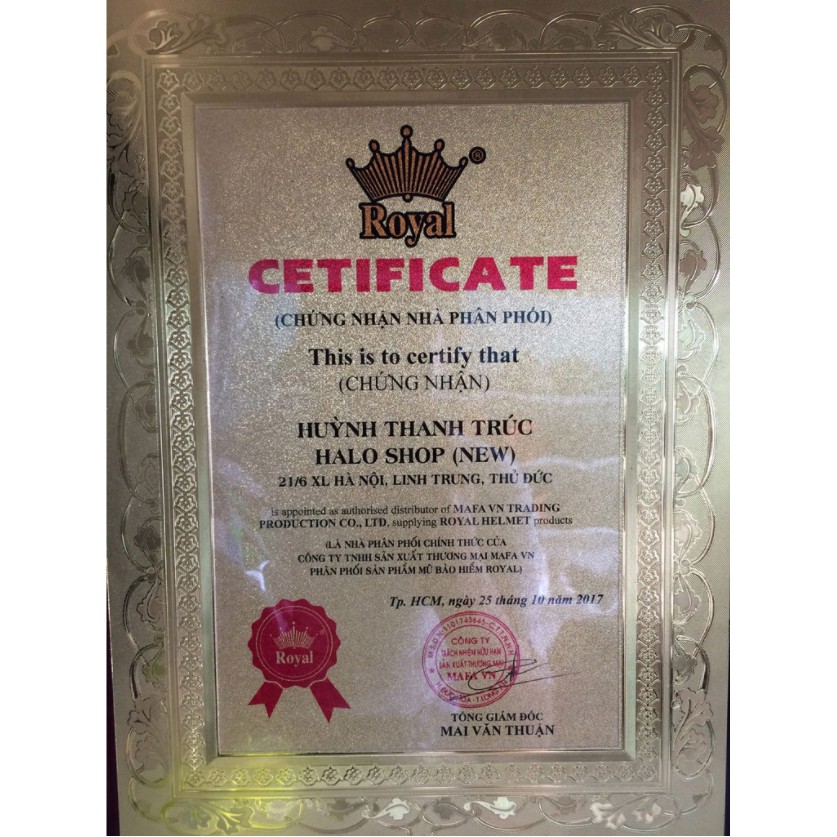 ®
Royal
CETIFICATE
(CHỨNG NHẬN NHÀ PHÂN PHỐI)
This is to certify that
(CHỨNG NHẬN)
HUỲNH THANH TRÚC
HALO SHOP (NEW)
21/6 XL HÀ NỘI, LINH TRUNG, THỦ ĐỨC
is appointed as authorised distributor of MAFA VN TRADING
PRODUCTION CO., LTD, supplying ROYAL HELMET products
(LÀ NHÀ PHÂN PHỐI CHÍNH THỨC CỦA
CÔNG TY TNHH SẢN XUẤT THƯƠNG MẠI MAFA VN
PHÂN PHỐI SẢN PHẨM MŨ BẢO HIỂM ROYAL)
Tp. HCM, ngày 25 tháng 10 năm 2017
Royal
CÔNG TY
TRÁCH NHIỆM HỮU HẠN
SẢN XUẤT THƯƠNG MẠI
MAFA VN
TỔNG GIÁM ĐỐC
MAI VĂN THUẬN